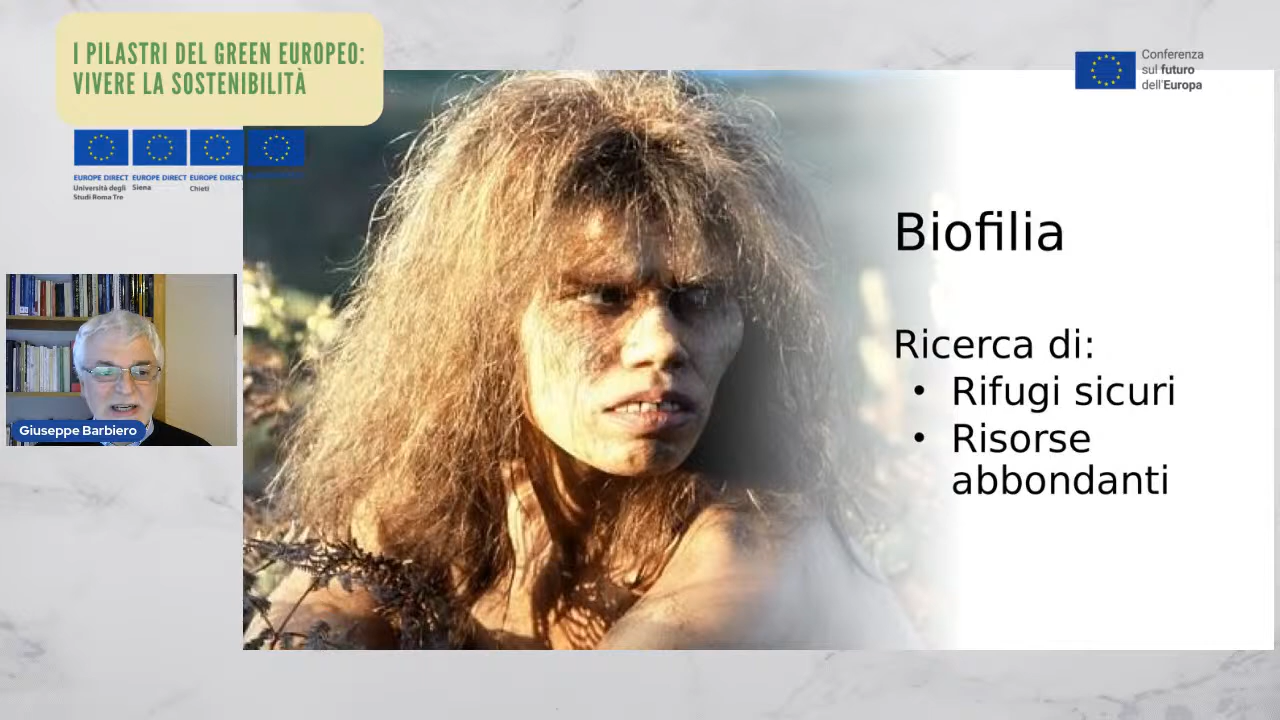 I PILASTRI DEL GREEN EUROPEO:
VIVERE LA SOSTENIBILITÀ
EUROPE DIRECT
Università degli
Studi Roma Tre
EUROPE DIRECT
Siena
EUROPE DIRECT
Chieti
Conferenza
sul futuro
dell'Europa
Giuseppe Barbiero
Biofilia
Ricerca di:
• Rifugi sicuri
• Risorse
abbondanti